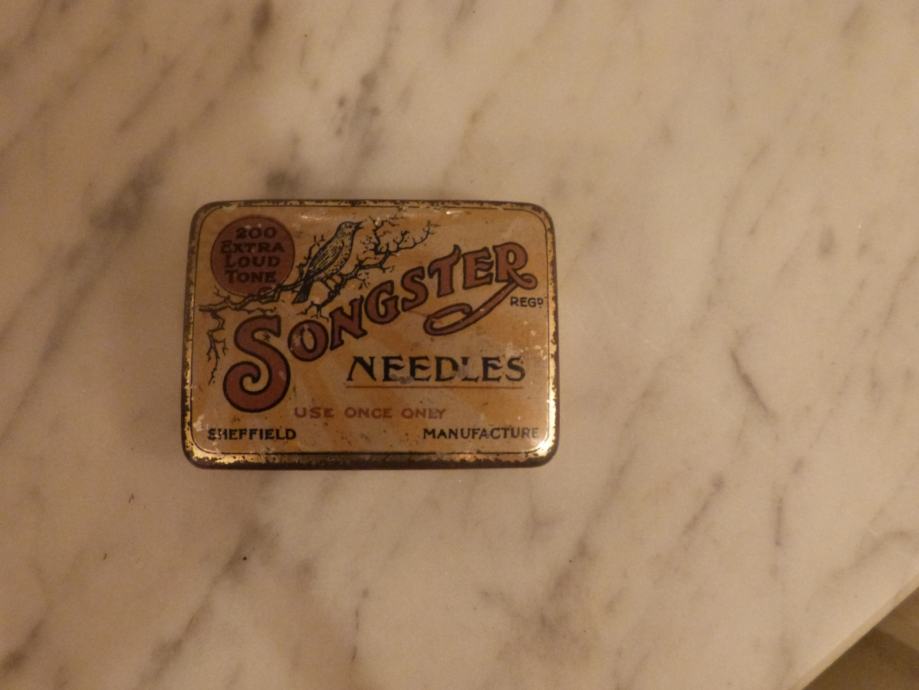 200
EXTRA
LOUD
TONE
SONGSTER
REGD
NEEDLES
USE ONCE ONLY
SHEFFIELD MANUFACTURE